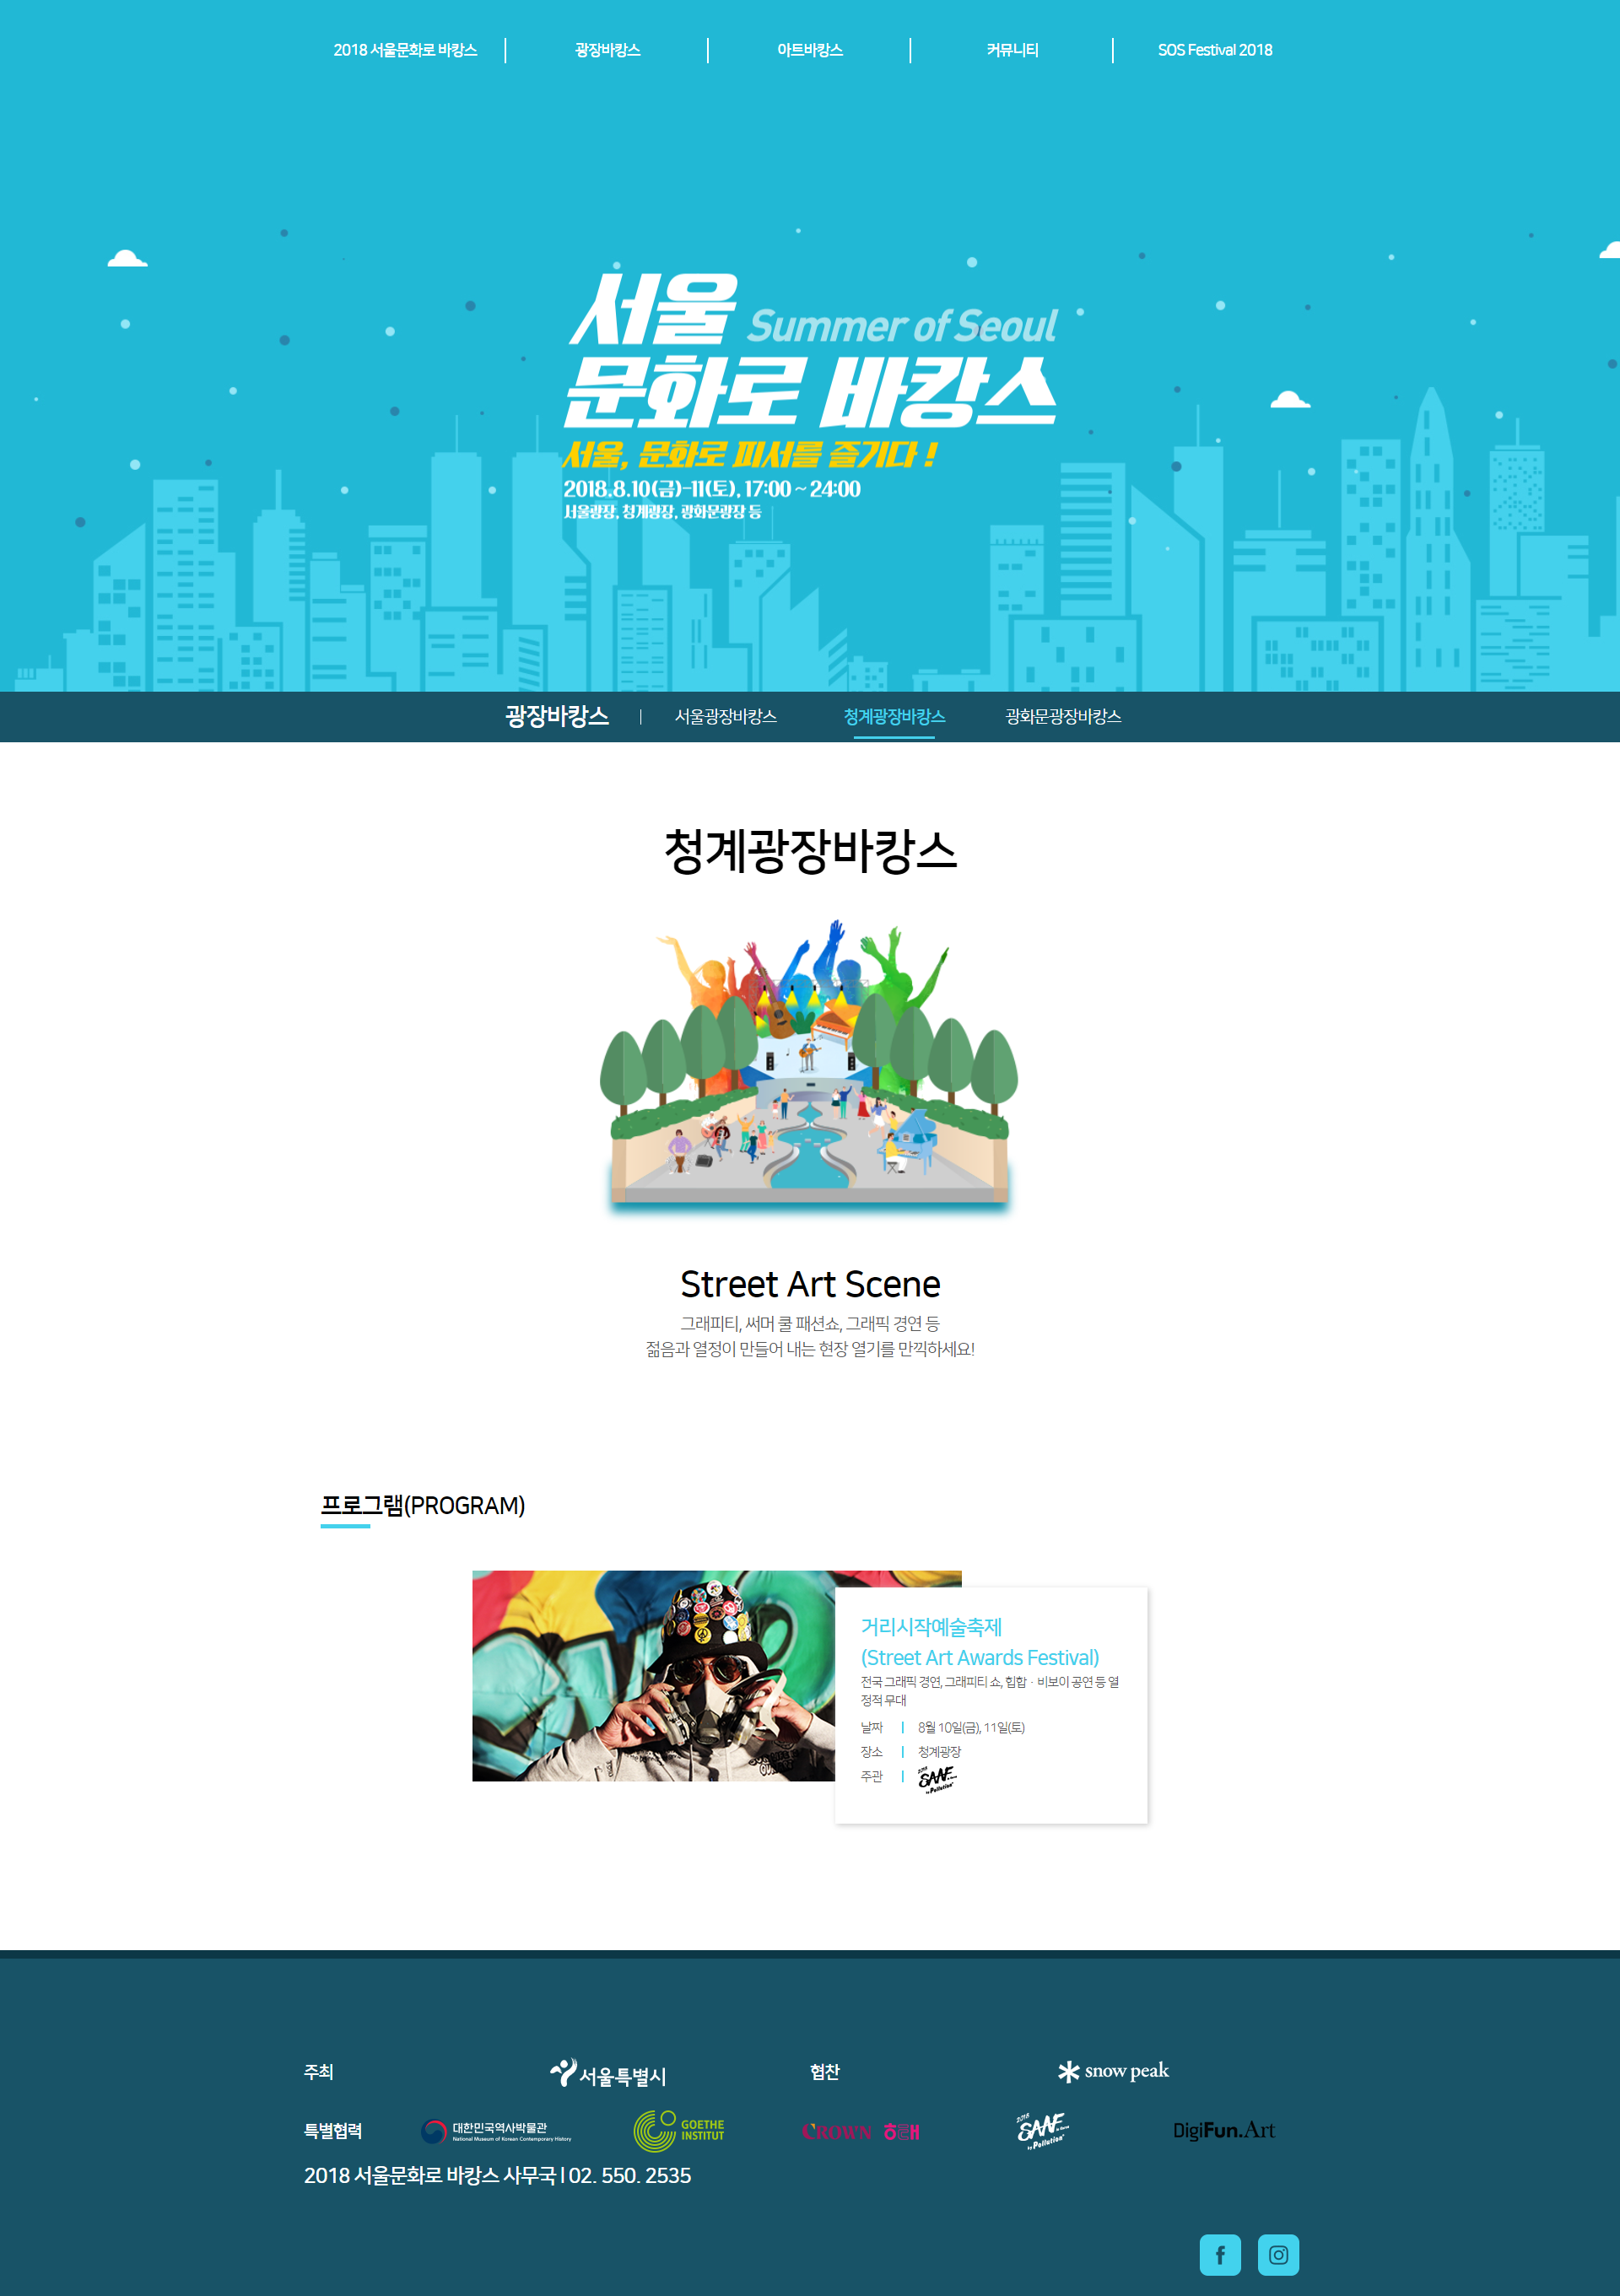 2018 서울문화로 바캉스
광장바캉스
아트바캉스
커뮤니티
SOS Festival 2018
서울 Summer of Seoul
문화로 바캉스
서울, 문화로 피서를 즐기다 !
2018.8.10(금)-11(토), 17:00 ~ 24:00
서울광장, 청계광장, 광화문광장 등
광장바캉스
서울광장바캉스
청계광장바캉스
광화문광장바캉스
청계광장바캉스
Street Art Scene
그래피티, 써머 쿨 패션쇼, 그래픽 경연 등
젊음과 열정이 만들어 내는 현장 열기를 만끽하세요!
프로그램(PROGRAM)
거리시작예술축제
(Street Art Awards Festival)
전국 그래픽 경연, 그래피티 쇼, 힙합 · 비보이 공연 등 열
정적 무대
날짜 8월 10일(금), 11일(토)
장소 청계광장
주관 2018 SAAF by Pollution
주최
서울특별시
협찬
snow peak
특별협력
대한민국역사박물관
National Museum of Korean Contemporary History
GOETHE
INSTITUT
CROWN 해태
2018 SAAF
by Pollution
DigiFun.Art
2018 서울문화로 바캉스 사무국 l 02. 550. 2535